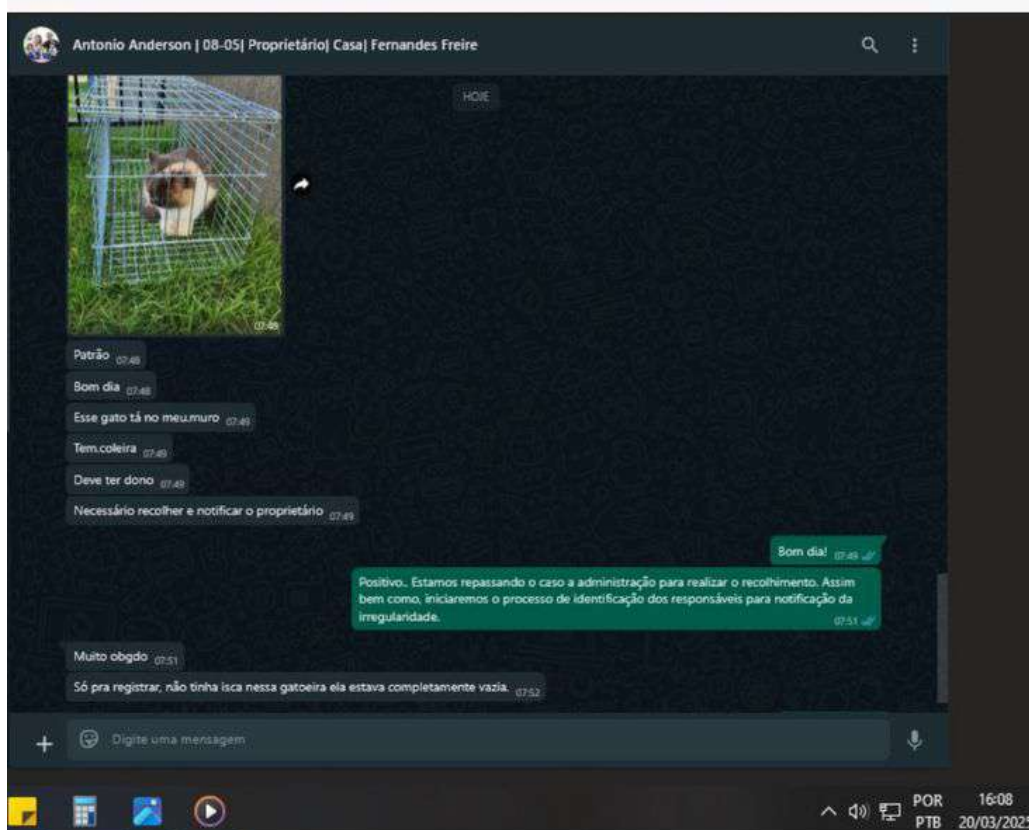 Antonio Anderson | 08-05| Proprietário| Casa| Fernandes Freire
HOJE
07:48
Patrão 07:48
Bom dia 07:48
Esse gato tá no meu.muro 07:49
Tem.coleira 07:49
Deve ter dono 07:49
Necessário recolher e notificar o proprietário 07:49
Bom dia! 07:49
Positivo.. Estamos repassando o caso a administração para realizar o recolhimento. Assim
bem como, iniciaremos o processo de identificação dos responsáveis para notificação da
irregularidade. 07:51
Muito obgdo 07:51
Só pra registrar, não tinha isca nessa gatoeira ela estava completamente vazia. 07:52
Digite uma mensagem
POR 16:08
PTB